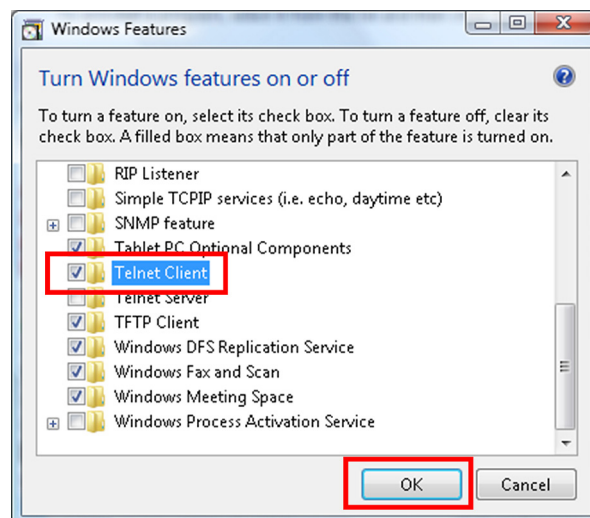 Windows Features
Turn Windows features on or off
To turn a feature on, select its check box. To turn a feature off, clear its
check box. A filled box means that only part of the feature is turned on.
RIP Listener
Simple TCPIP services (i.e. echo, daytime etc)
SNMP feature
Tablet PC Optional Components
Telnet Client
Telnet Server
TFTP Client
Windows DFS Replication Service
Windows Fax and Scan
Windows Meeting Space
Windows Process Activation Service
OK
Cancel